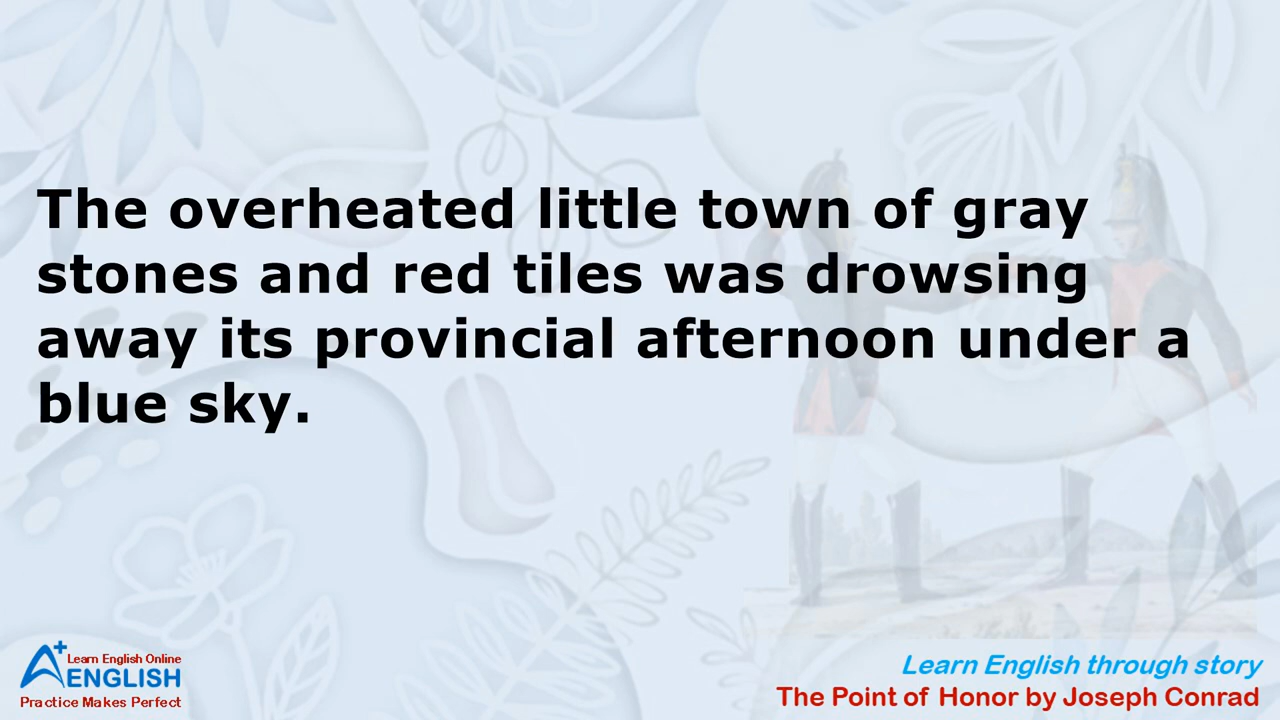 The overheated little town of gray
stones and red tiles was drowsing
away its provincial afternoon under a
blue sky.
A+ Learn English Online
ENGLISH
Practice Makes Perfect
Learn English through story
The Point of Honor by Joseph Conrad